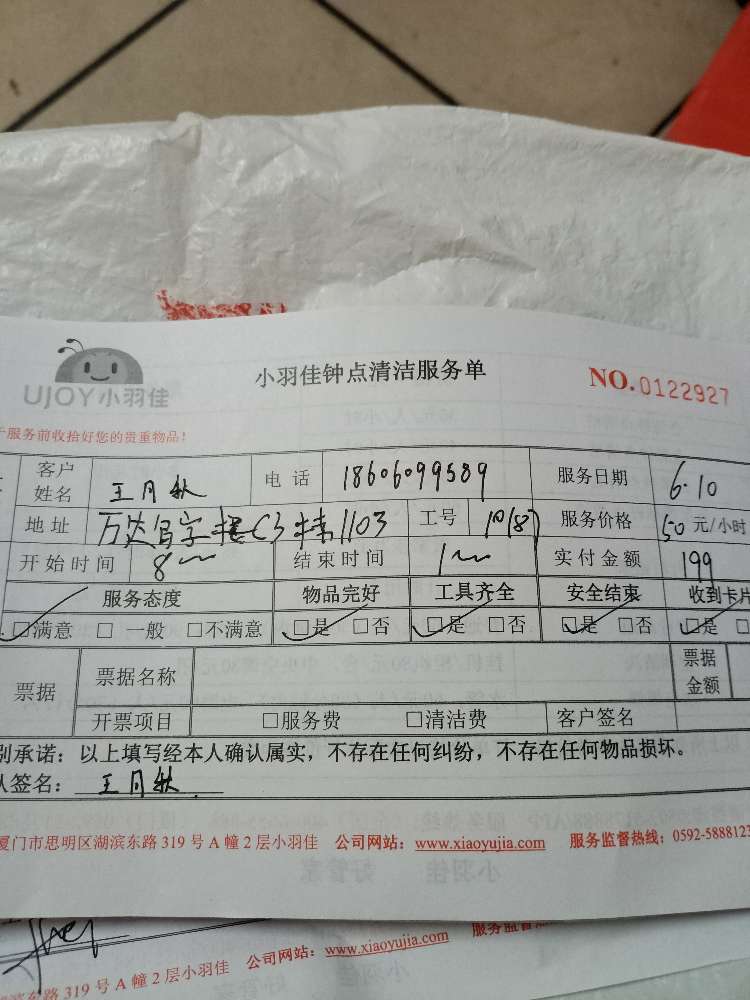 UJOY小羽佳
小羽佳钟点清洁服务单
NO.0122927
服务前收拾好您的贵重物品!
客户姓名 王月秋 电话 18606099589 服务日期 6.10
地址 万达写字楼C3 1103 工号 服务价格 50元/小时
开始时间 8 结束时间 1 实付金额 199
服务态度 物品完好 工具齐全 安全结束 收到卡片
□满意 □一般 □不满意 □是 □否 □是 □否 □是 □否 □是 □
票据 票据名称 票据金额
开票项目 □服务费 □清洁费 客户签名
别承诺：以上填写经本人确认属实，不存在任何纠纷，不存在任何物品损坏。
签名： 王月秋
厦门市思明区湖滨东路319号A幢2层小羽佳 公司网站：www.xiaoyujia.com 服务监督热线：0592-5888123
东路319号A幢2层小羽佳 公司网站：www.xiaoyujia.com 服务监督